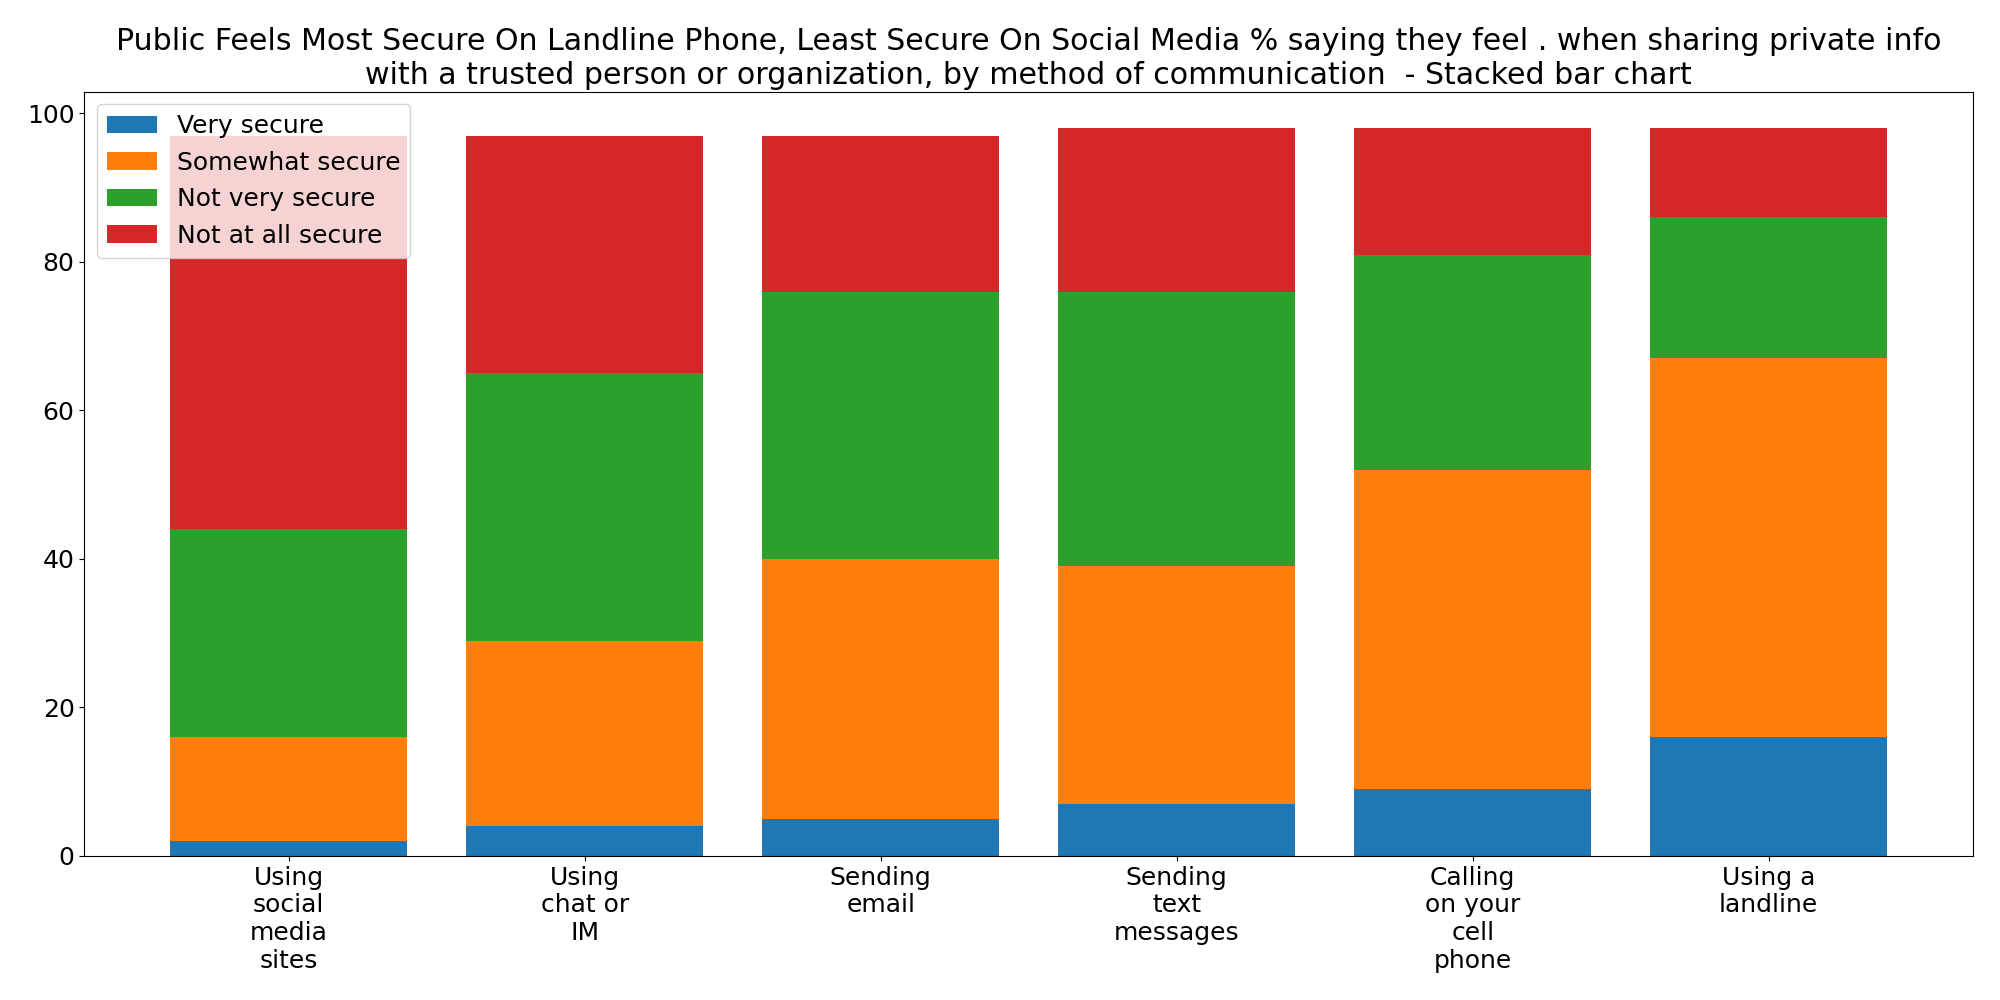 Public Feels Most Secure On Landline Phone, Least Secure On Social Media % saying they feel . when sharing private info
with a trusted person or organization, by method of communication  - Stacked bar chart
100
80
60
40
20
0
Very secure
Somewhat secure
Not very secure
Not at all secure
Using
social
media
sites
Using
chat or
IM
Sending
email
Sending
text
messages
Calling
on your
cell
phone
Using a
landline